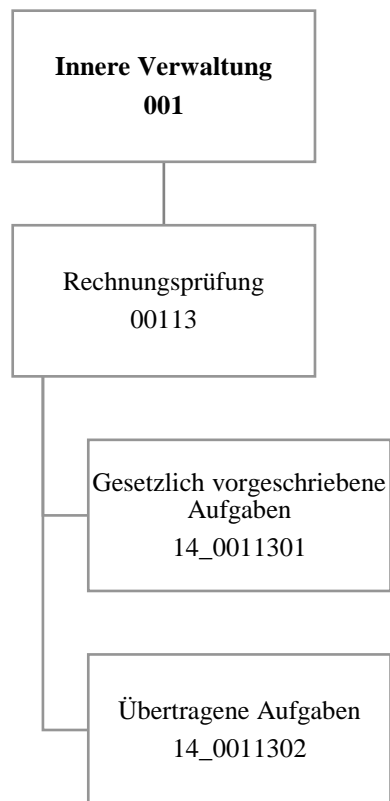 Innere Verwaltung
001
Rechnungsprüfung
00113
Gesetzlich vorgeschriebene
Aufgaben
14_0011301
Übertragene Aufgaben
14_0011302